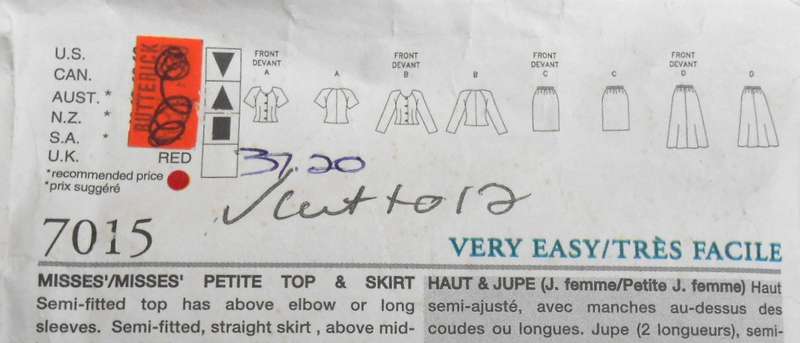 U.S.
CAN.
AUST. *
N.Z. *
S.A. *
U.K.
BUTTERICK
RED
*recommended price
*prix suggéré
FRONT DEVANT A
A
FRONT DEVANT B
B
FRONT DEVANT C
C
FRONT DEVANT D
D
37.20
✓ cut to 12
7015
VERY EASY/TRÈS FACILE
MISSES'/MISSES' PETITE TOP & SKIRT
Semi-fitted top has above elbow or long
sleeves. Semi-fitted, straight skirt , above mid-
HAUT & JUPE (J. femme/Petite J. femme) Haut
semi-ajusté, avec manches au-dessus des
coudes ou longues. Jupe (2 longueurs), semi-